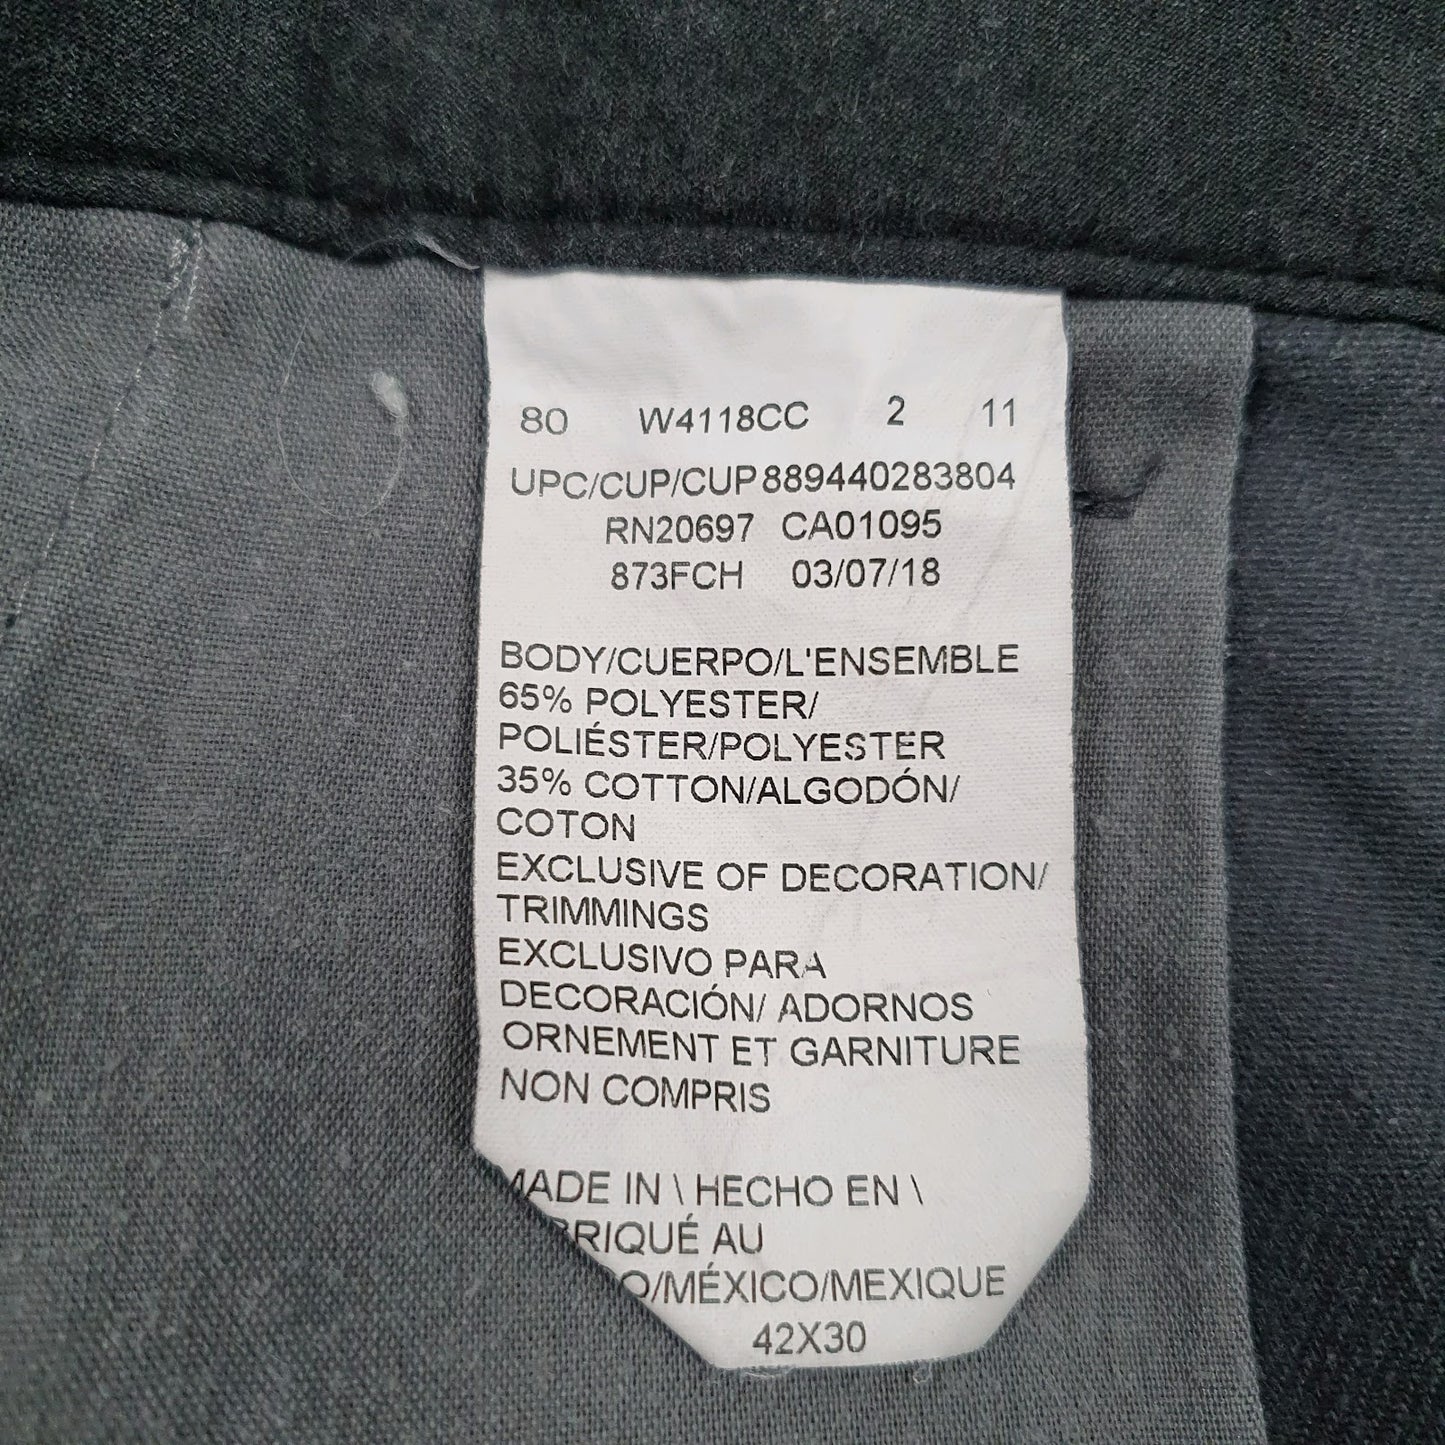 80 W4118CC 2 11
UPC/CUP/CUP889440283804
RN20697 CA01095
873FCH 03/07/18
BODY/CUERPO/L'ENSEMBLE
65% POLYESTER/
POLIÉSTER/POLYESTER
35% COTTON/ALGODÓN/
COTON
EXCLUSIVE OF DECORATION/
TRIMMINGS
EXCLUSIVO PARA
DECORACIÓN/ ADORNOS
ORNEMENT ET GARNITURE
NON COMPRIS
MADE IN \ HECHO EN \
BRIQUÉ AU
O/MÉXICO/MEXIQUE
42X30